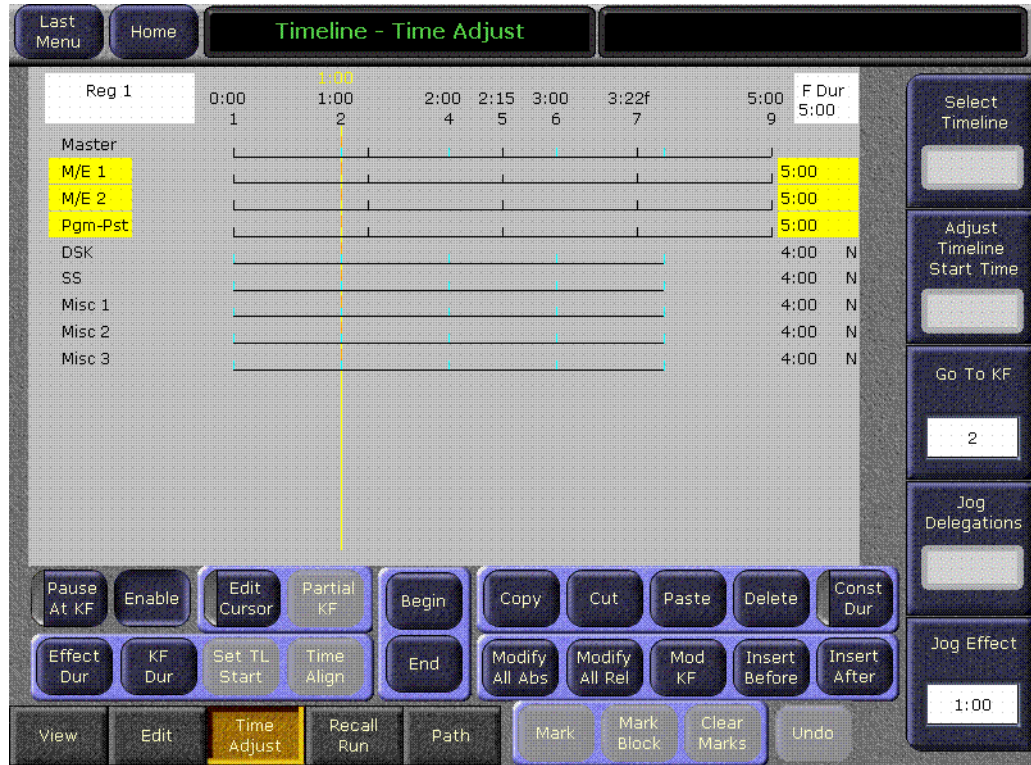 Last
Menu
Home
Timeline - Time Adjust
Reg 1
1:00
0:00 1:00 2:00 2:15 3:00 3:22f 5:00
F Dur
5:00
1 2 4 5 6 7 9
Master
M/E 1 5:00
M/E 2 5:00
Pgm-Pst 5:00
DSK 4:00 N
SS 4:00 N
Misc 1 4:00 N
Misc 2 4:00 N
Misc 3 4:00 N
Select
Timeline
Adjust
Timeline
Start Time
Go To KF
2
Jog
Delegations
Jog Effect
1:00
Pause
At KF
Enable
Edit
Cursor
Partial
KF
Begin
Copy
Cut
Paste
Delete
Const
Dur
Effect
Dur
KF
Dur
Set TL
Start
Time
Align
End
Modify
All Abs
Modify
All Rel
Mod
KF
Insert
Before
Insert
After
View
Edit
Time
Adjust
Recall
Run
Path
Mark
Mark
Block
Clear
Marks
Undo